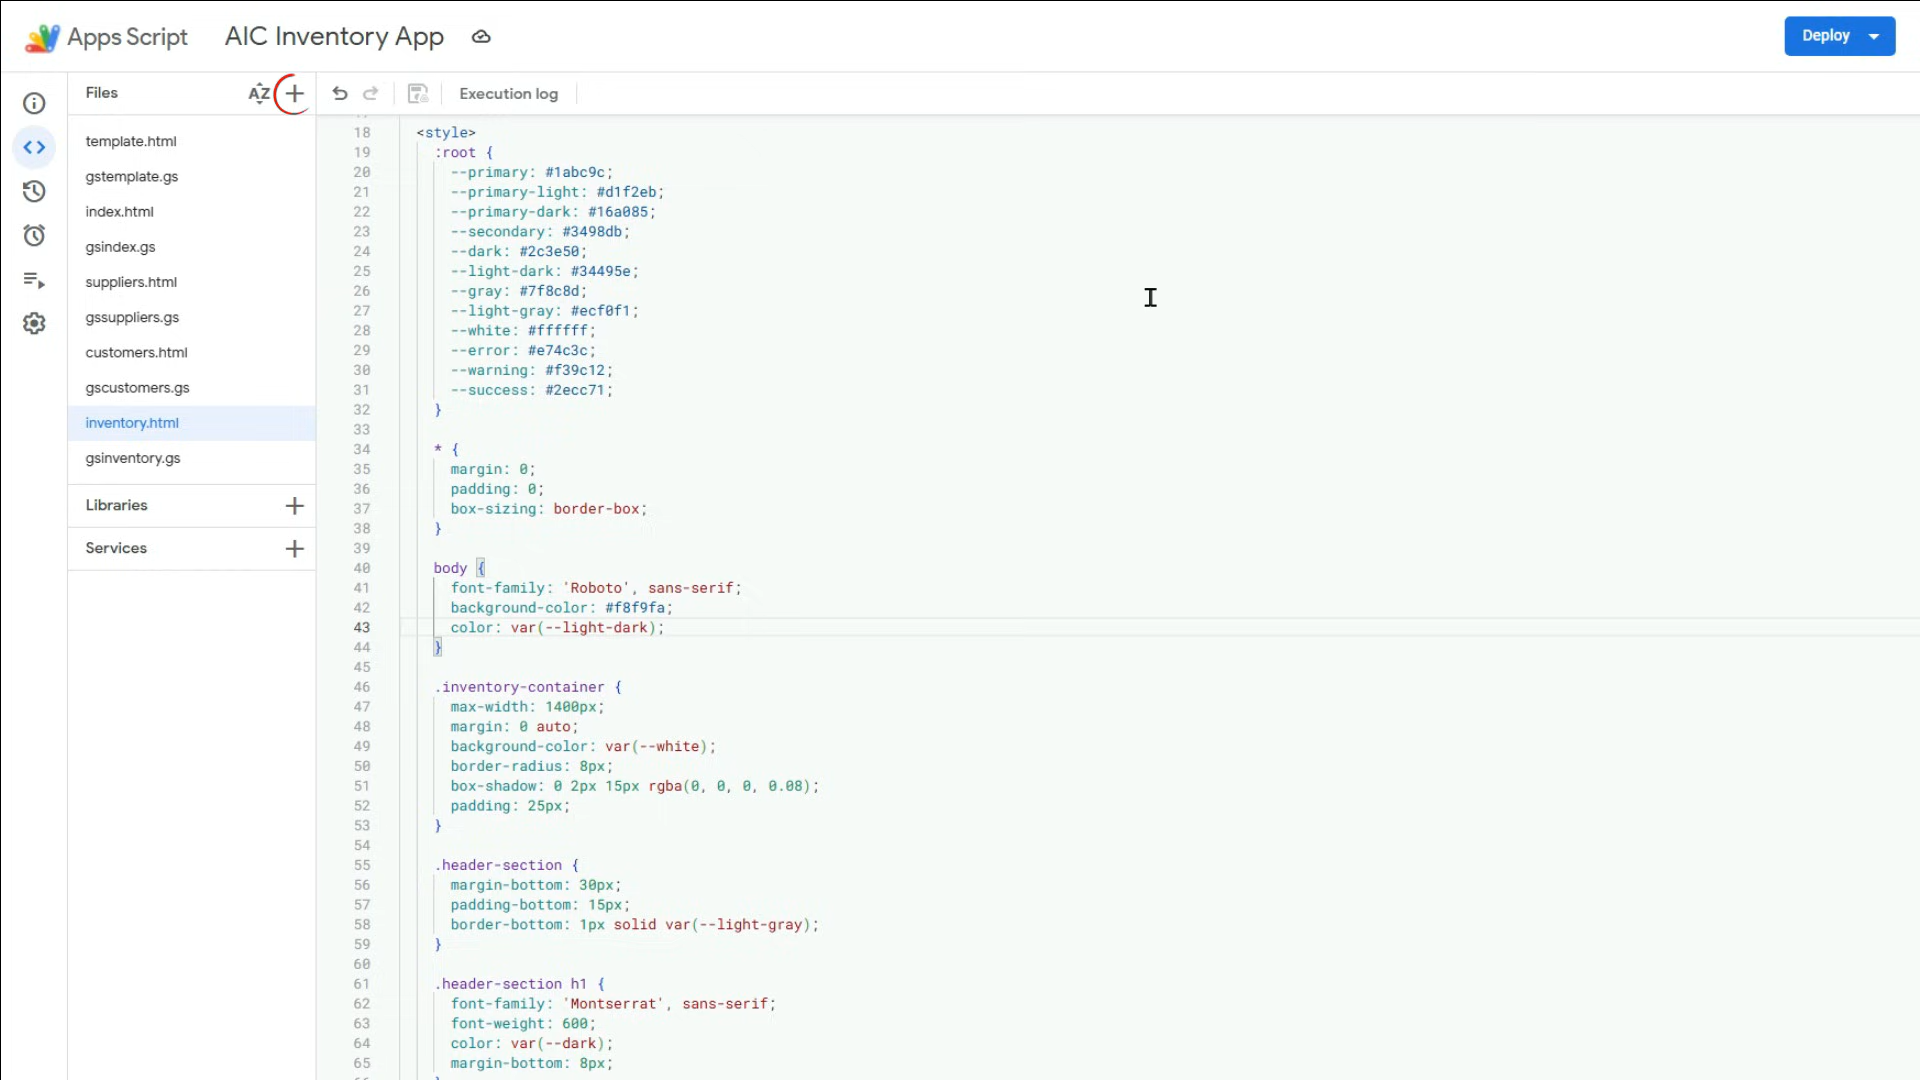 Apps Script
AIC Inventory App
Deploy
Files
AZ
Execution log
template.html
gstemplate.gs
index.html
gsindex.gs
suppliers.html
gssuppliers.gs
customers.html
gscustomers.gs
inventory.html
gsinventory.gs
Libraries
Services
18 <style>
19 :root {
20 --primary: #1abc9c;
21 --primary-light: #d1f2eb;
22 --primary-dark: #16a085;
23 --secondary: #3498db;
24 --dark: #2c3e50;
25 --light-dark: #34495e;
26 --gray: #7f8c8d;
27 --light-gray: #ecf0f1;
28 --white: #ffffff;
29 --error: #e74c3c;
30 --warning: #f39c12;
31 --success: #2ecc71;
32 }
33
34 * {
35 margin: 0;
36 padding: 0;
37 box-sizing: border-box;
38 }
39
40 body {
41 font-family: 'Roboto', sans-serif;
42 background-color: #f8f9fa;
43 color: var(--light-dark);
44 }
45
46 .inventory-container {
47 max-width: 1400px;
48 margin: 0 auto;
49 background-color: var(--white);
50 border-radius: 8px;
51 box-shadow: 0 2px 15px rgba(0, 0, 0, 0.08);
52 padding: 25px;
53 }
54
55 .header-section {
56 margin-bottom: 30px;
57 padding-bottom: 15px;
58 border-bottom: 1px solid var(--light-gray);
59 }
60
61 .header-section h1 {
62 font-family: 'Montserrat', sans-serif;
63 font-weight: 600;
64 color: var(--dark);
65 margin-bottom: 8px;